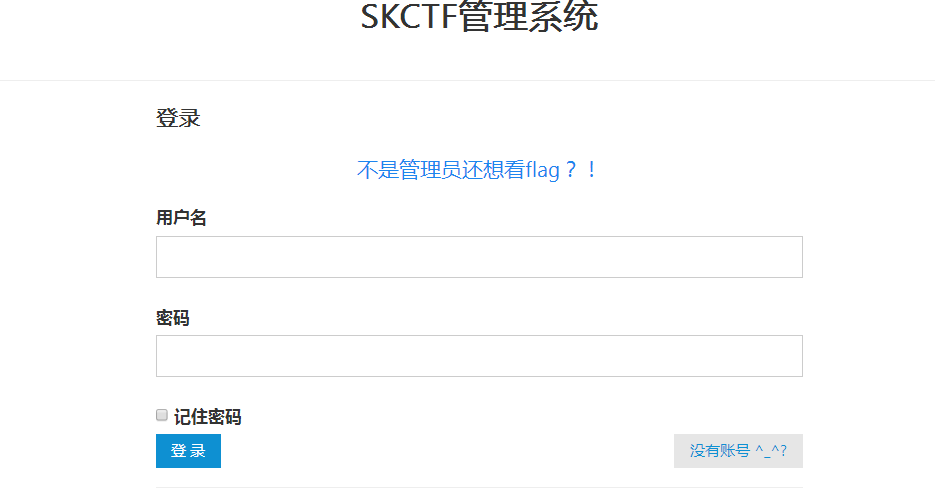 SKCTF管理系统
登录
不是管理员还想看flag？！
用户名
密码
记住密码
登 录
没有账号 ^_^?